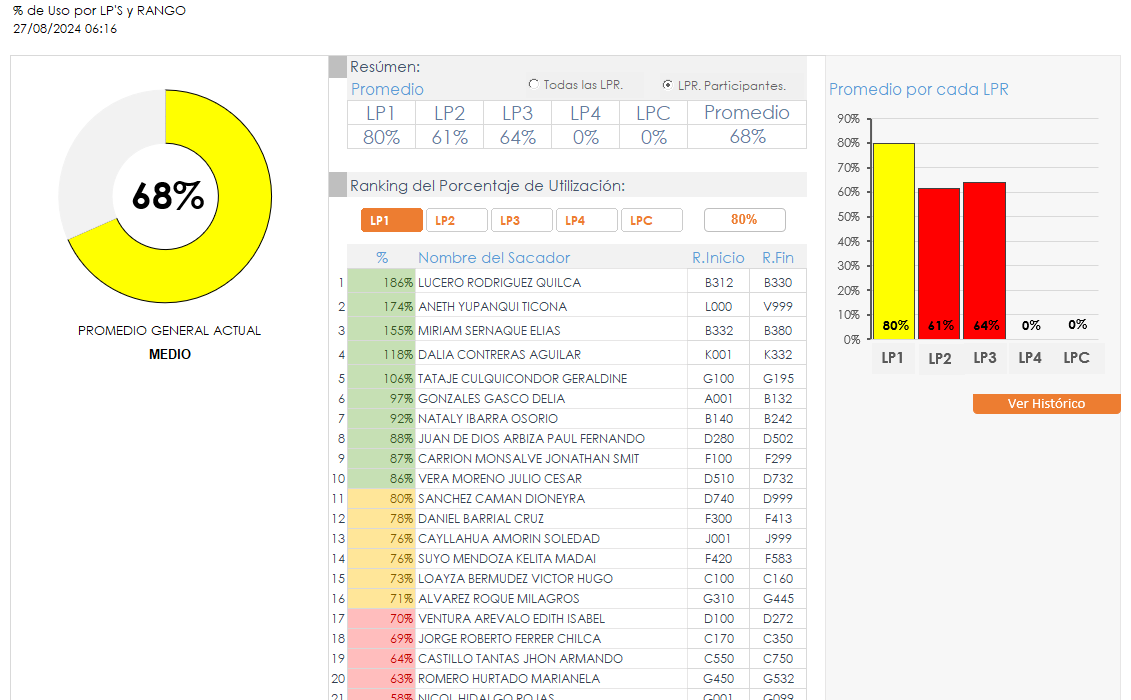 % de Uso por LP'S y RANGO
27/08/2024 06:16
68%
PROMEDIO GENERAL ACTUAL
MEDIO
Resúmen:
Promedio
Todas las LPR.
LPR. Participantes.
LP1 LP2 LP3 LP4 LPC Promedio
80% 61% 64% 0% 0% 68%
Ranking del Porcentaje de Utilización:
LP1 LP2 LP3 LP4 LPC 80%
% Nombre del Sacador R.Inicio R.Fin
1 186% LUCERO RODRIGUEZ QUILCA B312 B330
2 174% ANETH YUPANQUI TICONA L000 V999
3 155% MIRIAM SERNAQUE ELIAS B332 B380
4 118% DALIA CONTRERAS AGUILAR K001 K332
5 106% TATAJE CULQUICONDOR GERALDINE G100 G195
6 97% GONZALES GASCO DELIA A001 B132
7 92% NATALY IBARRA OSORIO B140 B242
8 88% JUAN DE DIOS ARBIZA PAUL FERNANDO D280 D502
9 87% CARRION MONSALVE JONATHAN SMIT F100 F299
10 86% VERA MORENO JULIO CESAR D510 D732
11 80% SANCHEZ CAMAN DIONEYRA D740 D999
12 78% DANIEL BARRIAL CRUZ F300 F413
13 76% CAYLLAHUA AMORIN SOLEDAD J001 J999
14 76% SUYO MENDOZA KELITA MADAI F420 F583
15 73% LOAYZA BERMUDEZ VICTOR HUGO C100 C160
16 71% ALVAREZ ROQUE MILAGROS G310 G445
17 70% VENTURA AREVALO EDITH ISABEL D100 D272
18 69% JORGE ROBERTO FERRER CHILCA C170 C350
19 64% CASTILLO TANTAS JHON ARMANDO C550 C750
20 63% ROMERO HURTADO MARIANELA G450 G532
21 58% NICOL HIDALGO ROJAS G001 G099
Promedio por cada LPR
90%
80%
70%
60%
50%
40%
30%
20%
10%
0%
80% 61% 64% 0% 0%
LP1 LP2 LP3 LP4 LPC
Ver Histórico